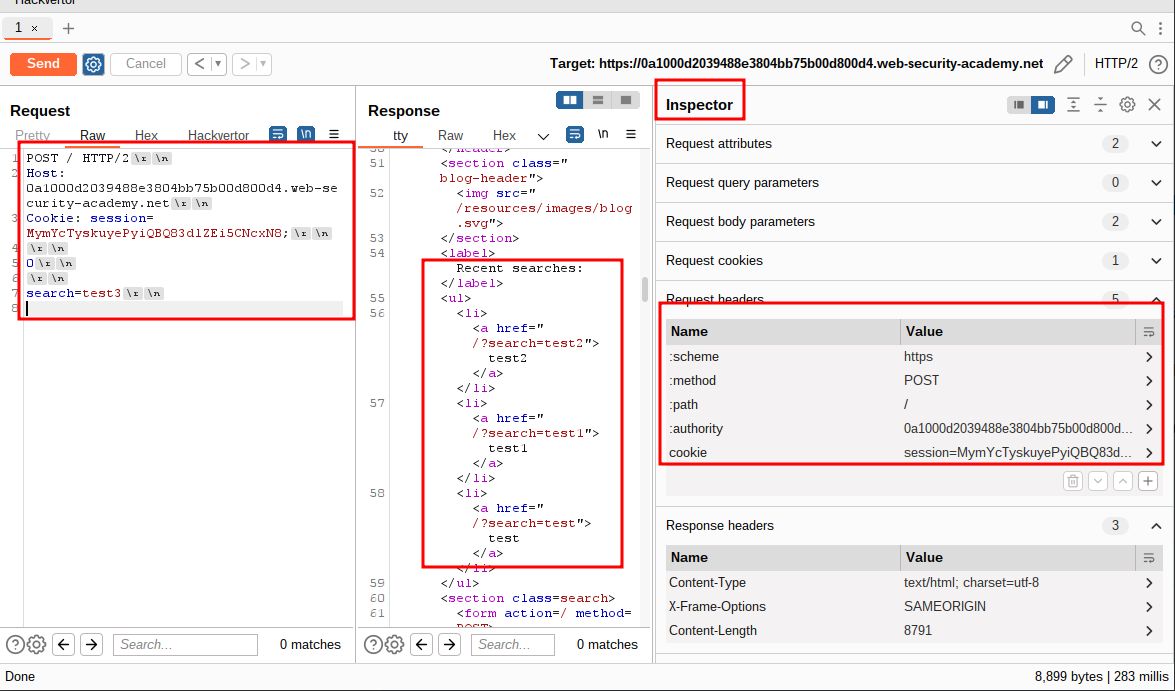 Hackvertor
1 × +
Send Cancel < ▾ > ▾
Target: https://0a1000d2039488e3804bb75b00d800d4.web-security-academy.net HTTP/2 ?
Request
Pretty Raw Hex Hackvertor \n ≡
1 POST / HTTP/2 \r \n
2 Host:
0a1000d2039488e3804bb75b00d800d4.web-se
curity-academy.net \r \n
3 Cookie: session=
MymYcTyskuyePyiQBQ83dlZEi5CNcxN8; \r \n
4 \r \n
5 0 \r \n
6 \r \n
7 search=test3 \r \n
8
Search... 0 matches
Response
tty Raw Hex \n ≡
50 </header>
51 <section class="
blog-header">
52 <img src="
/resources/images/blog
.svg">
53 </section>
54 <label>
Recent searches:
</label>
55 <ul>
56 <li>
<a href="
/?search=test2">
test2
</a>
</li>
57 <li>
<a href="
/?search=test1">
test1
</a>
</li>
58 <li>
<a href="
/?search=test">
test
</a>
</li>
59 </ul>
60 <section class=search>
61 <form action=/ method=
POST>
Search... 0 matches
Inspector
Request attributes 2
Request query parameters 0
Request body parameters 2
Request cookies 1
Request headers 5
Name Value
:scheme https
:method POST
:path /
:authority 0a1000d2039488e3804bb75b00d800d...
cookie session=MymYcTyskuyePyiQBQ83d...
Response headers 3
Name Value
Content-Type text/html; charset=utf-8
X-Frame-Options SAMEORIGIN
Content-Length 8791
Done 8,899 bytes | 283 millis